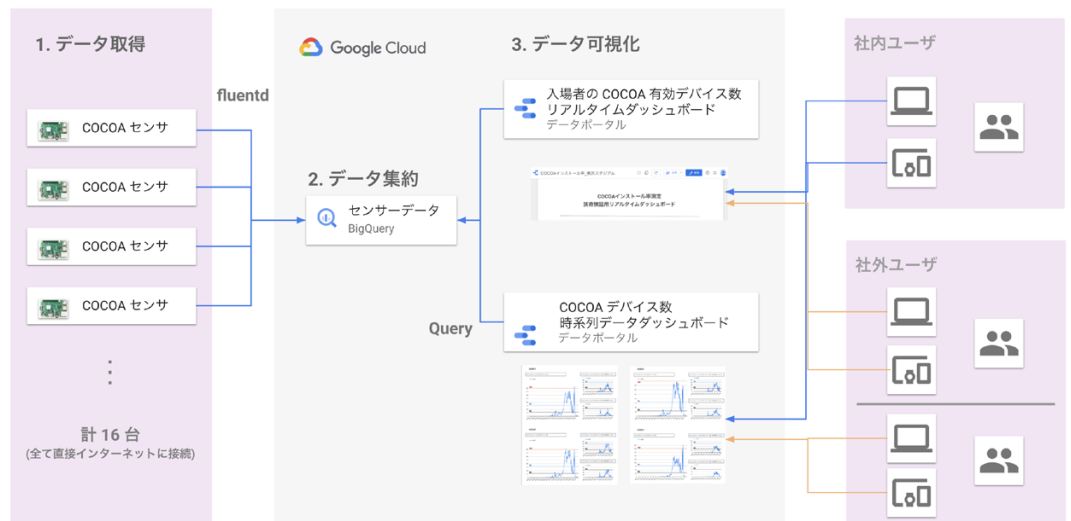 1. データ取得
COCOA センサ
COCOA センサ
COCOA センサ
COCOA センサ
計 16 台
(全て直接インターネットに接続)
fluentd
Google Cloud
2. データ集約
センサーデータ
BigQuery
Query
3. データ可視化
入場者の COCOA 有効デバイス数
リアルタイムダッシュボード
データポータル
COCOAインストール率測定
技術検証用リアルタイムダッシュボード
COCOA デバイス数
時系列データダッシュボード
データポータル
社内ユーザ
社外ユーザ